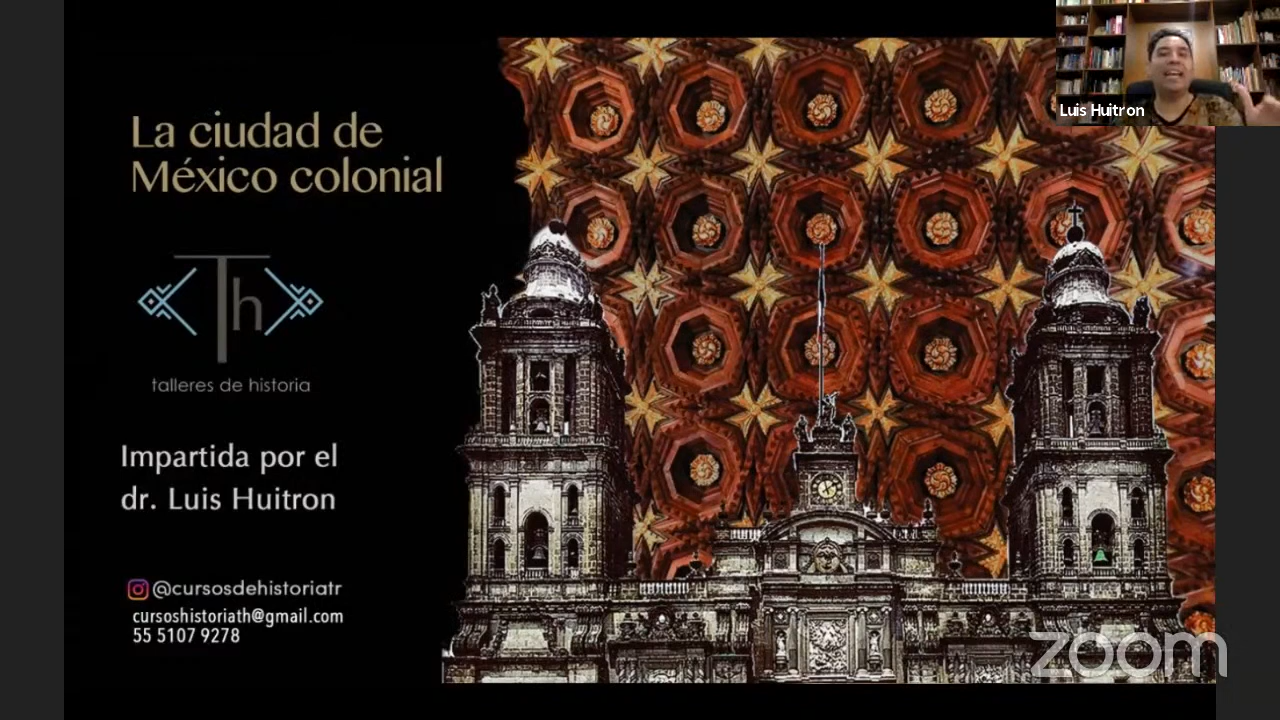 La ciudad de
México colonial
Th
talleres de historia
Impartida por el
dr. Luis Huitron
@cursosdehistoriatr
cursoshistoriath@gmail.com
55 5107 9278
Luis Huitron
zoom